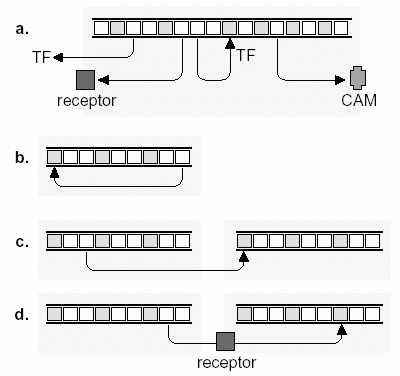 a.
TF
TF
receptor
CAM
b.
c.
d.
receptor